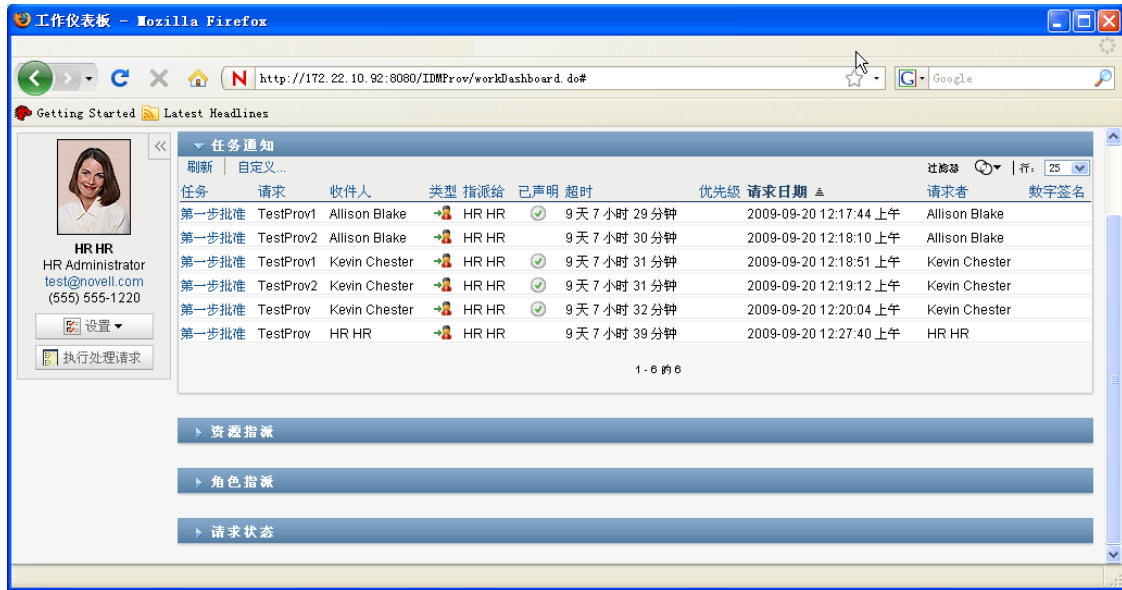 工作仪表板 - Mozilla Firefox
http://172.22.10.92:8080/IDMProv/workDashboard.do#
Google
Getting Started Latest Headlines
HR HR
HR Administrator
test@novell.com
(555) 555-1220
设置
执行处理请求
任务通知
刷新 自定义... 过滤器 行: 25
任务 请求 收件人 类型 指派给 已声明 超时 优先级 请求日期 请求者 数字签名
第一步批准 TestProv1 Allison Blake HR HR 9 天 7 小时 29 分钟 2009-09-20 12:17:44 上午 Allison Blake
第一步批准 TestProv2 Allison Blake HR HR 9 天 7 小时 30 分钟 2009-09-20 12:18:10 上午 Allison Blake
第一步批准 TestProv1 Kevin Chester HR HR 9 天 7 小时 31 分钟 2009-09-20 12:18:51 上午 Kevin Chester
第一步批准 TestProv2 Kevin Chester HR HR 9 天 7 小时 31 分钟 2009-09-20 12:19:12 上午 Kevin Chester
第一步批准 TestProv Kevin Chester HR HR 9 天 7 小时 32 分钟 2009-09-20 12:20:04 上午 Kevin Chester
第一步批准 TestProv HR HR HR HR 9 天 7 小时 39 分钟 2009-09-20 12:27:40 上午 HR HR
1 - 6 的 6
资源指派
角色指派
请求状态